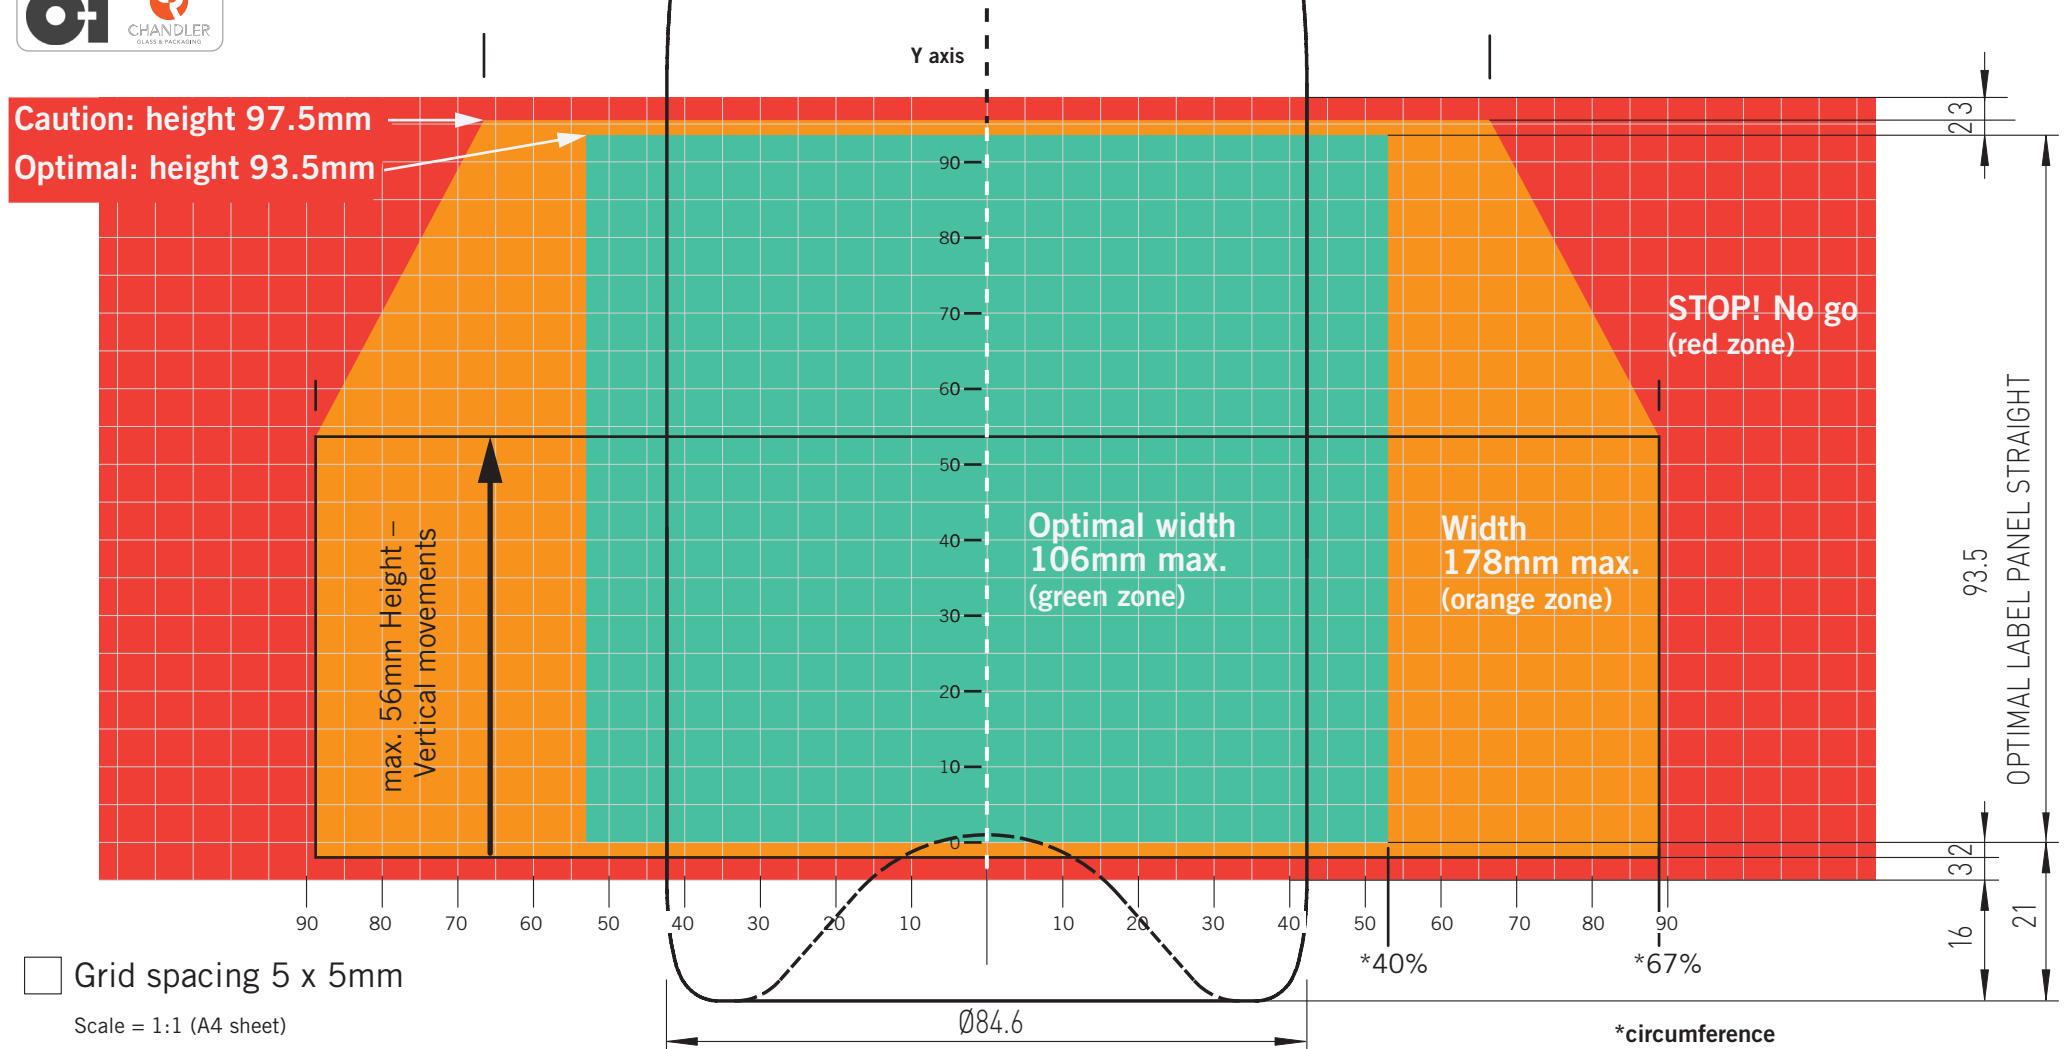 CHANDLER
GLASS & PACKAGING
Y axis
Caution: height 97.5mm
Optimal: height 93.5mm
90
80
70
60
50
40
30
20
10
0
STOP! No go
(red zone)
Optimal width
106mm max.
(green zone)
Width
178mm max.
(orange zone)
max. 56mm Height –
Vertical movements
3
2
93.5
OPTIMAL LABEL PANEL STRAIGHT
2
3
16
21
90 80 70 60 50 40 30 20 10 10 20 30 40 50 60 70 80 90
*40%
*67%
Grid spacing 5 x 5mm
Scale = 1:1 (A4 sheet)
Ø84.6
*circumference